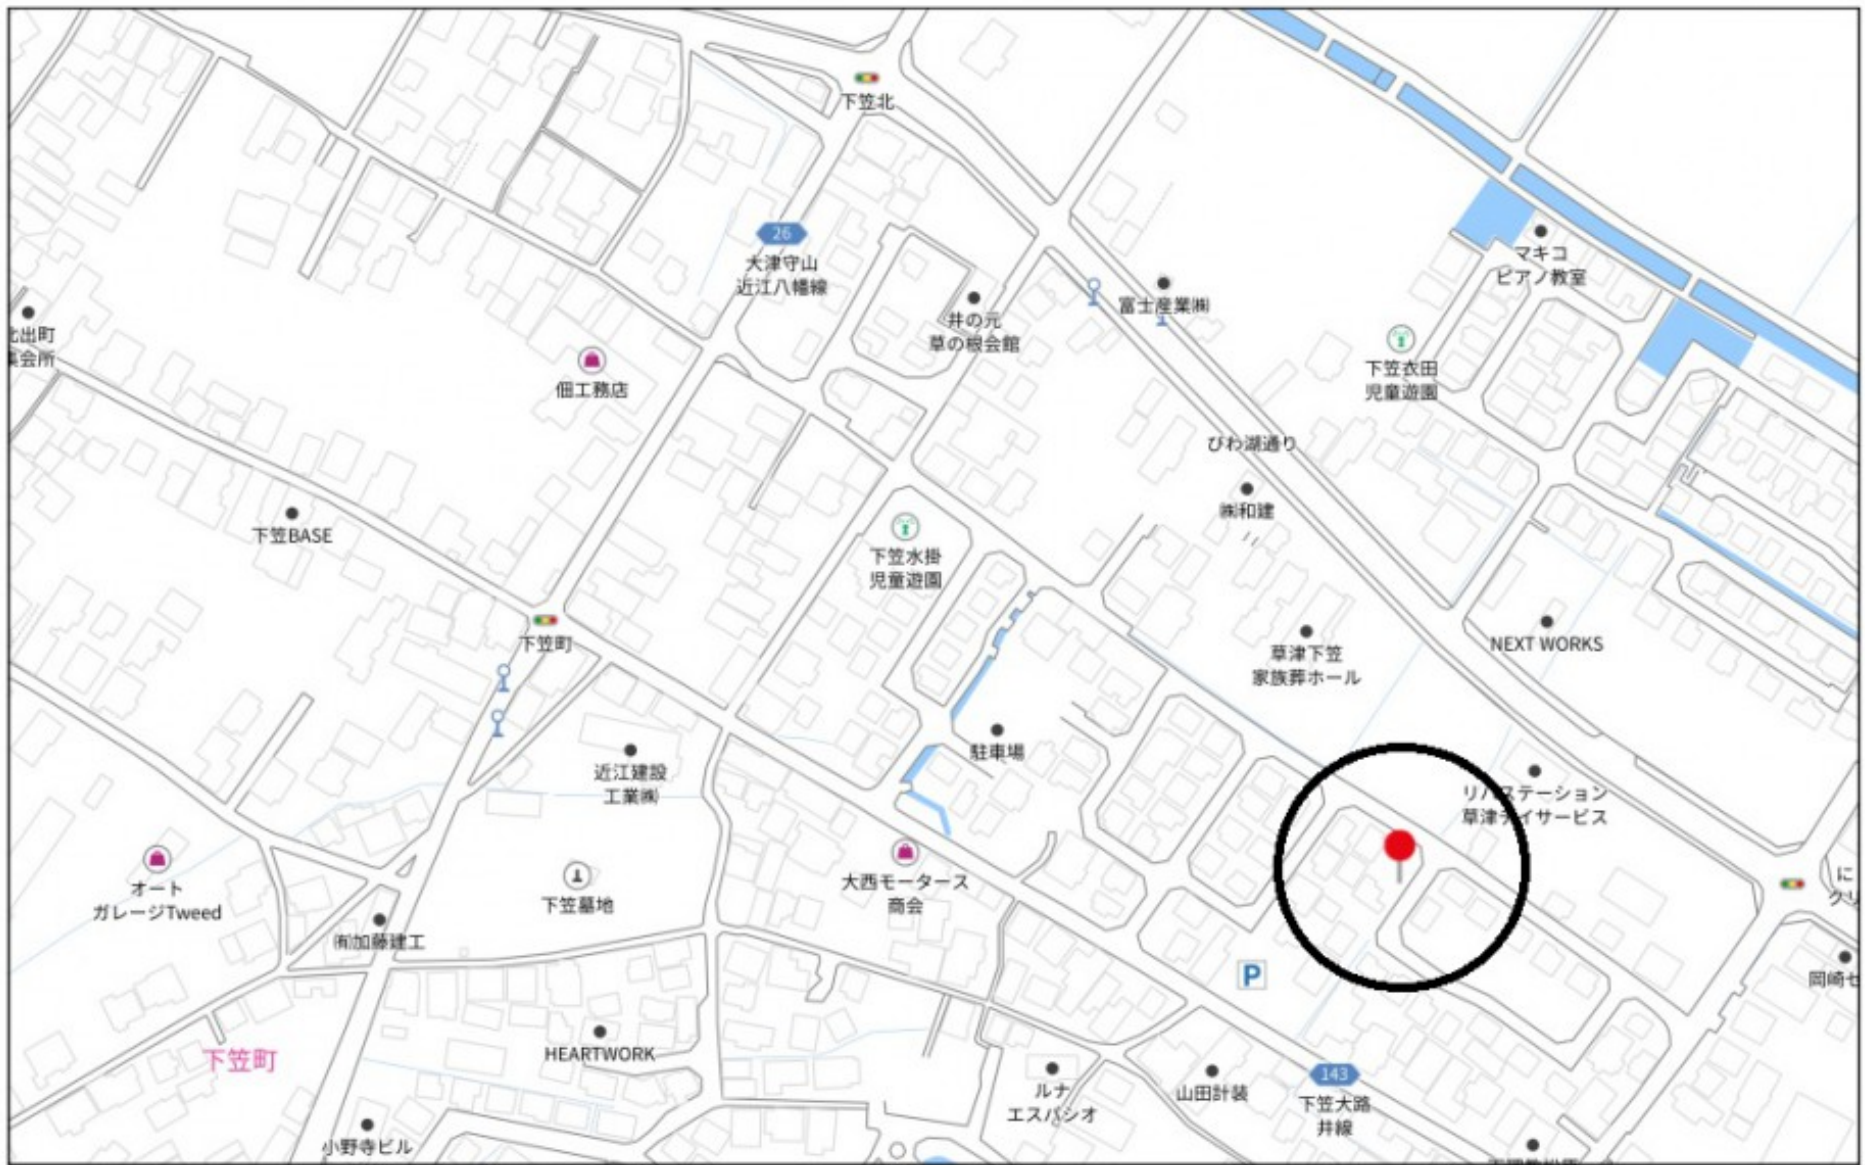 下笠北
26
大津守山
近江八幡線
マキコ
ピアノ教室
富士産業㈱
井の元
草の根会館
北出町
集会所
佃工務店
下笠衣田
児童遊園
びわ湖通り
㈱和建
下笠BASE
下笠水掛
児童遊園
下笠町
NEXT WORKS
草津下笠
家族葬ホール
駐車場
近江建設
工業㈱
リハステーション
草津デイサービス
オート
ガレージTweed
下笠墓地
大西モータース
商会
㈲加藤建工
P
岡崎セ
HEARTWORK
下笠町
ルナ
エスパシオ
山田計装
143
下笠大路
井線
小野寺ビル